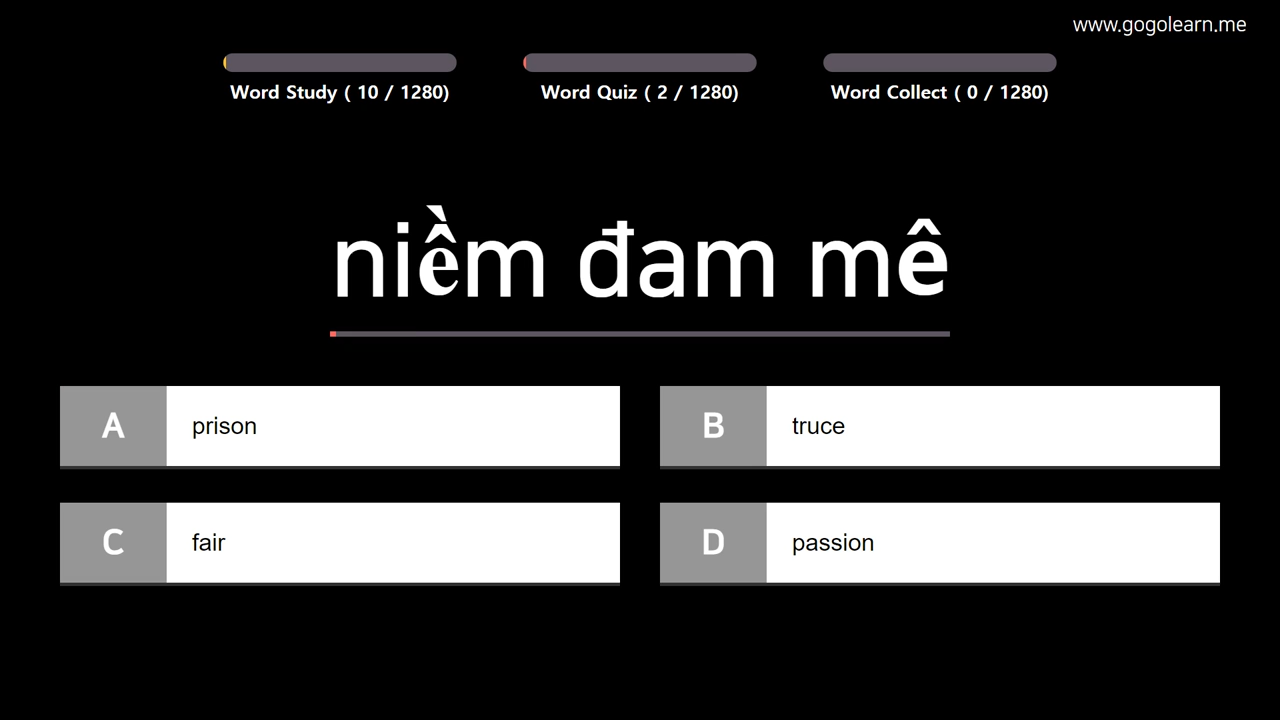 www.gogolearn.me
Word Study ( 10 / 1280)
Word Quiz ( 2 / 1280)
Word Collect ( 0 / 1280)
niềm đam mê
A prison
B truce
C fair
D passion